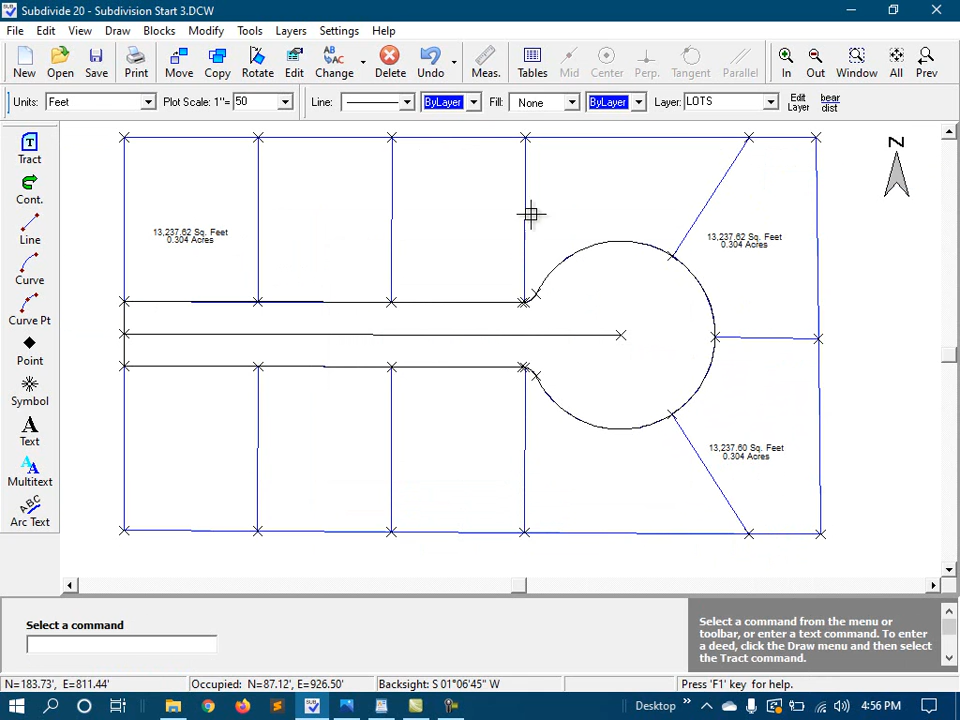 Subdivide 20 - Subdivision Start 3.DCW
File Edit View Draw Blocks Modify Tools Layers Settings Help
New Open Save Print Move Copy Rotate Edit Change Delete Undo Meas. Tables Mid Center Perp. Tangent Parallel In Out Window All Prev
Units: Feet Plot Scale: 1"= 50 Line: ByLayer Fill: None ByLayer Layer: LOTS Edit Layer bear dist
Tract
Cont.
Line
Curve
Curve Pt
Point
Symbol
Text
Multitext
Arc Text
N
13,237.62 Sq. Feet
0.304 Acres
13,237.62 Sq. Feet
0.304 Acres
13,237.60 Sq. Feet
0.304 Acres
Select a command
Select a command from the menu or
toolbar, or enter a text command. To enter
a deed, click the Draw menu and then select
the Tract command.
N=183.73', E=811.44' Occupied: N=87.12', E=926.50' Backsight: S 01°06'45" W Press 'F1' key for help.
Desktop 4:56 PM